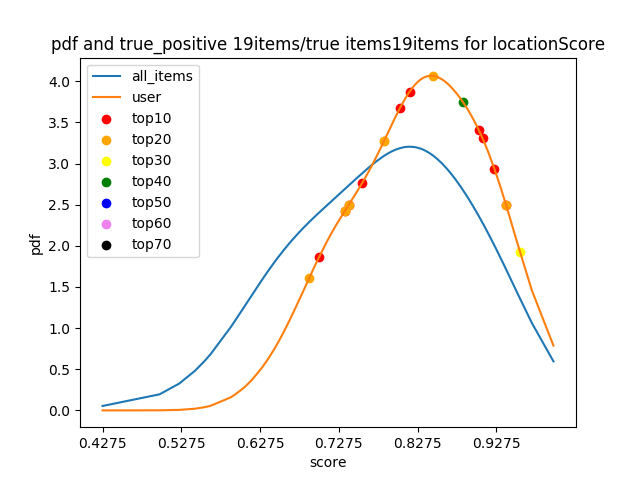 pdf and true_positive 19items/true items19items for locationScore
all_items
user
top10
top20
top30
top40
top50
top60
top70
pdf
4.0
3.5
3.0
2.5
2.0
1.5
1.0
0.5
0.0
0.4275 0.5275 0.6275 0.7275 0.8275 0.9275
score